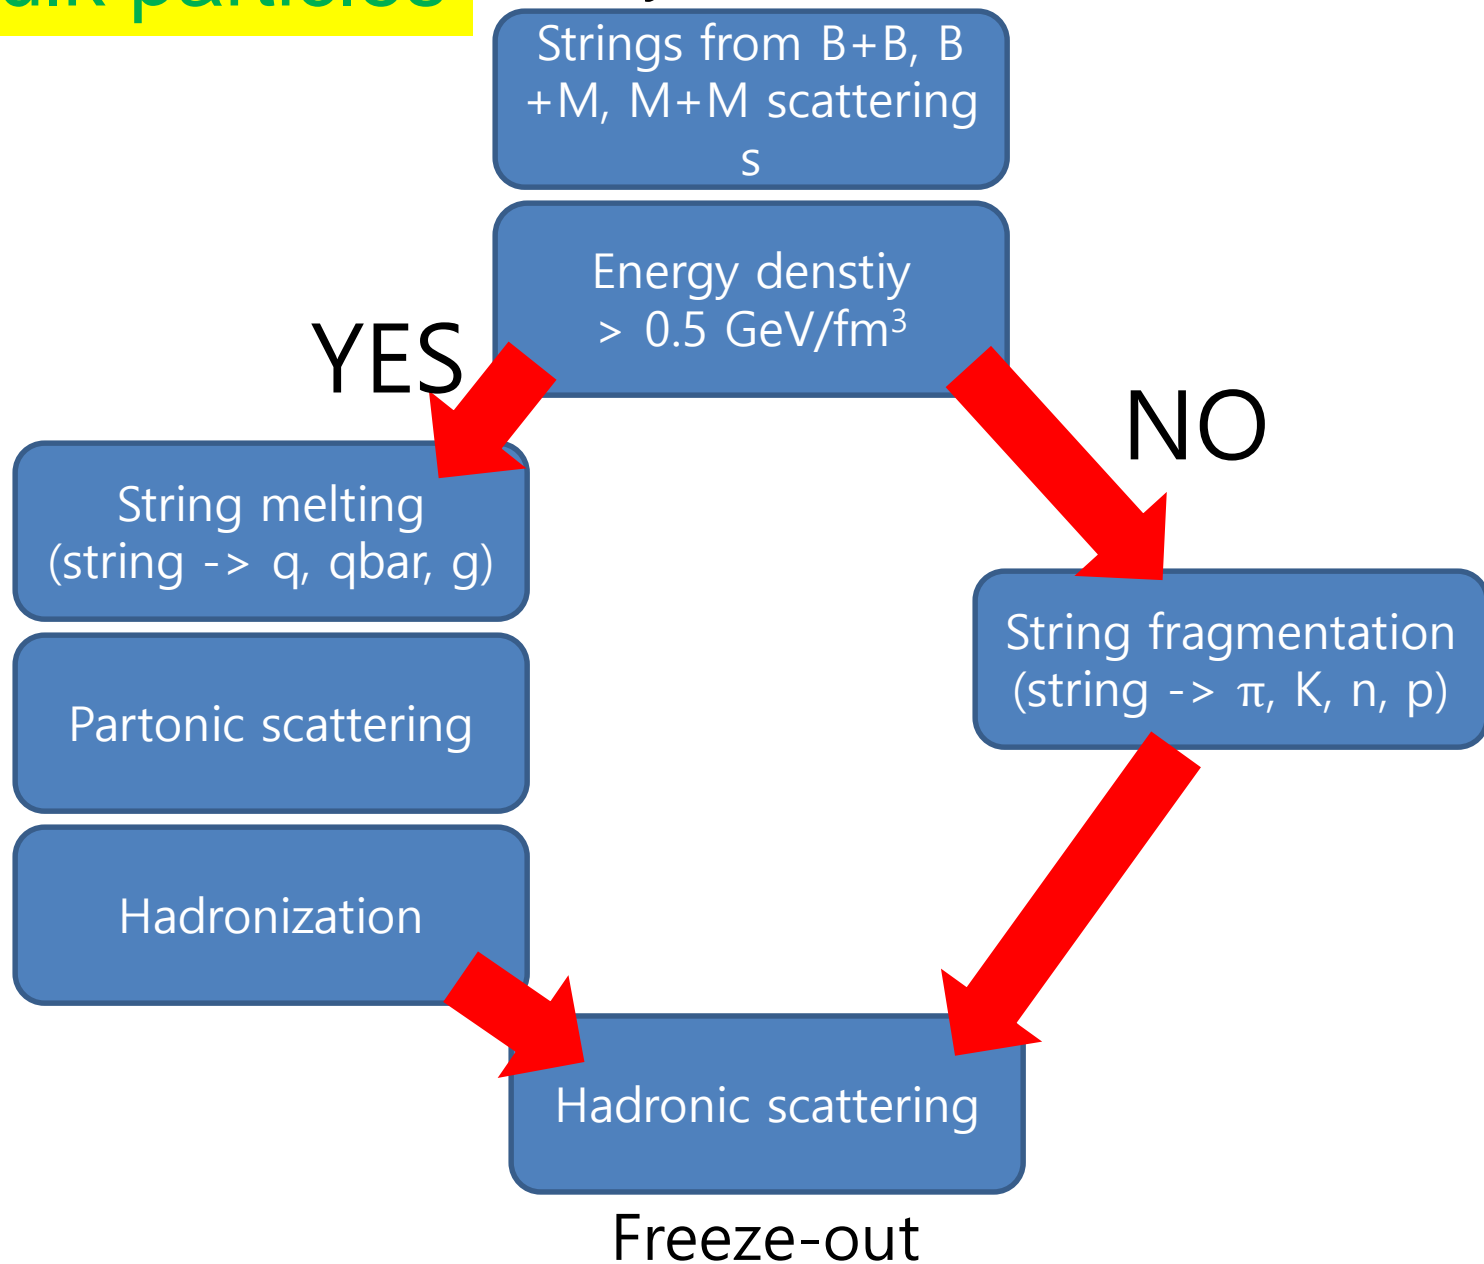 particles
Strings from B+B, B
+M, M+M scattering
s
Energy denstiy
> 0.5 GeV/fm³
YES
NO
String melting
(string -> q, qbar, g)
String fragmentation
(string -> π, K, n, p)
Partonic scattering
Hadronization
Hadronic scattering
Freeze-out